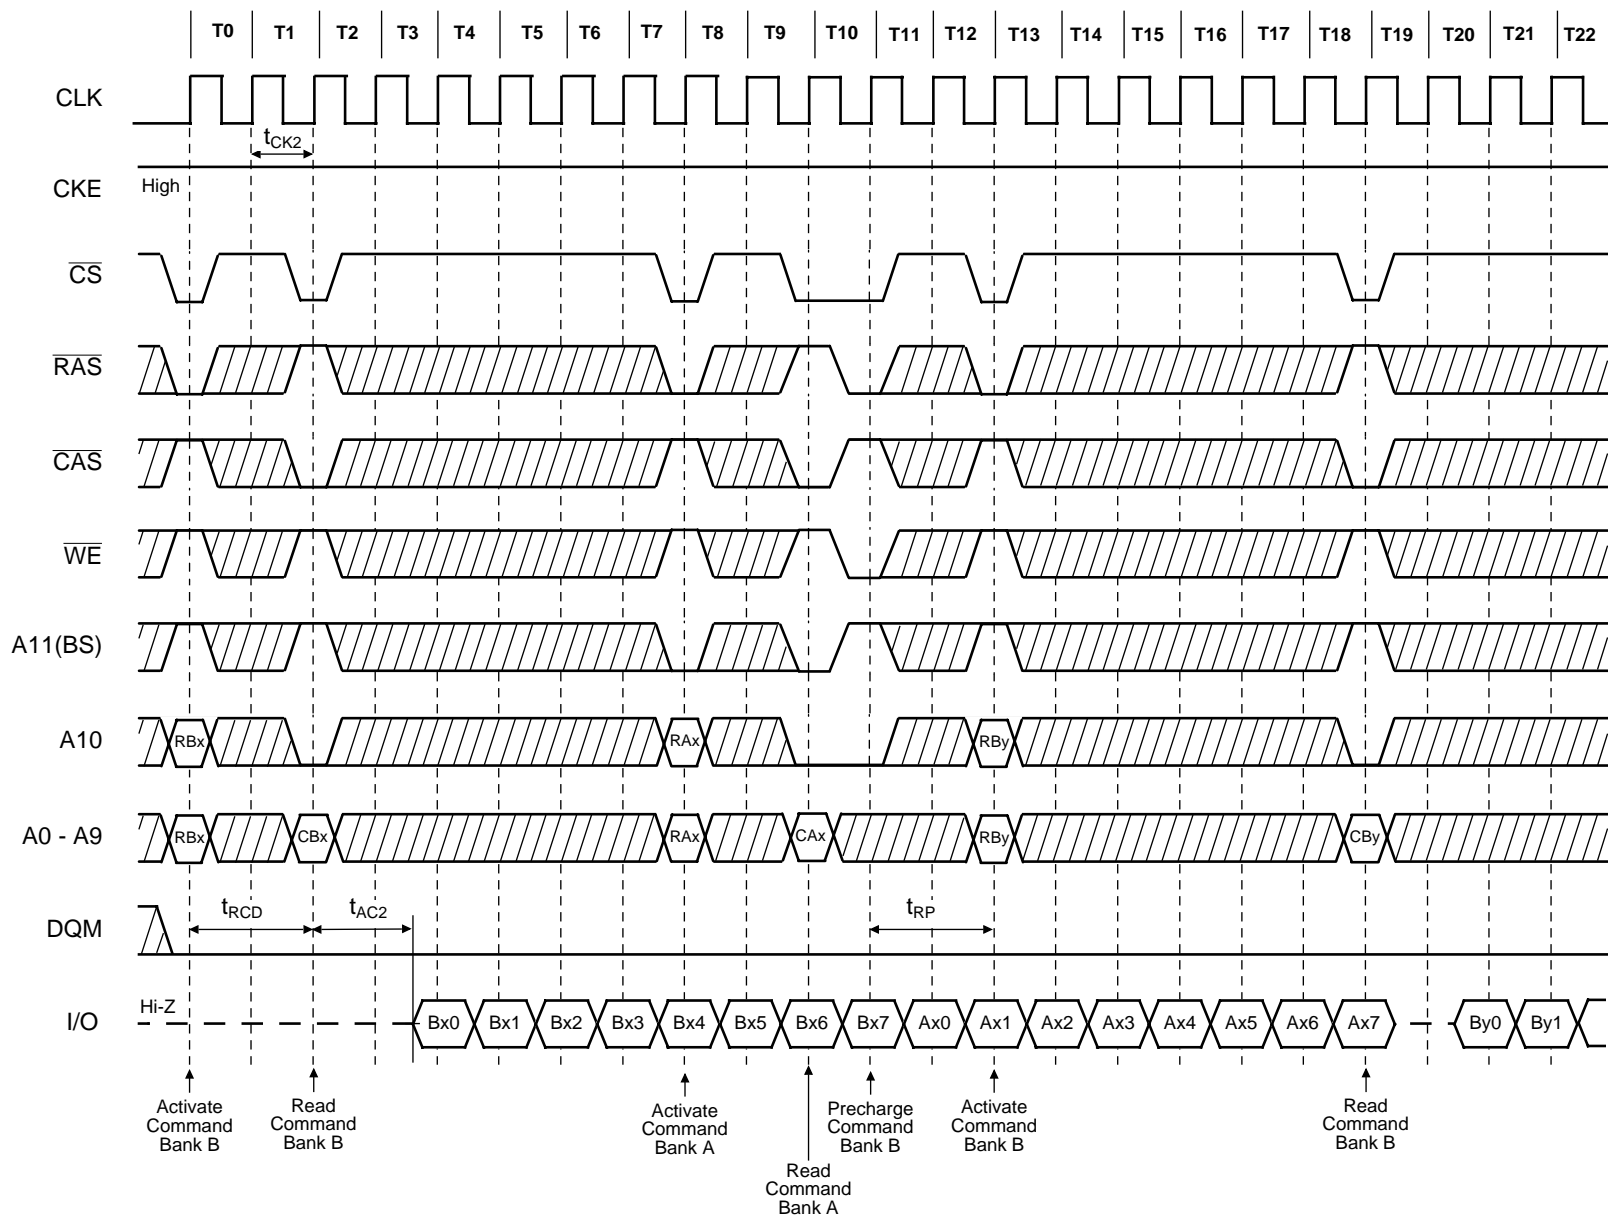 T0 T1 T2 T3 T4 T5 T6 T7 T8 T9 T10 T11 T12 T13 T14 T15 T16 T17 T18 T19 T20 T21 T22
CLK
tCK2
CKE
High
CS
RAS
CAS
WE
A11(BS)
A10
RBx RAx RBy
A0 - A9
RBx CBx RAx CAx RBy CBy
DQM
tRCD tAC2 tRP
I/O
Hi-Z
Bx0 Bx1 Bx2 Bx3 Bx4 Bx5 Bx6 Bx7 Ax0 Ax1 Ax2 Ax3 Ax4 Ax5 Ax6 Ax7 By0 By1
Activate
Command
Bank B
Read
Command
Bank B
Activate
Command
Bank A
Read
Command
Bank A
Precharge
Command
Bank B
Activate
Command
Bank B
Read
Command
Bank B